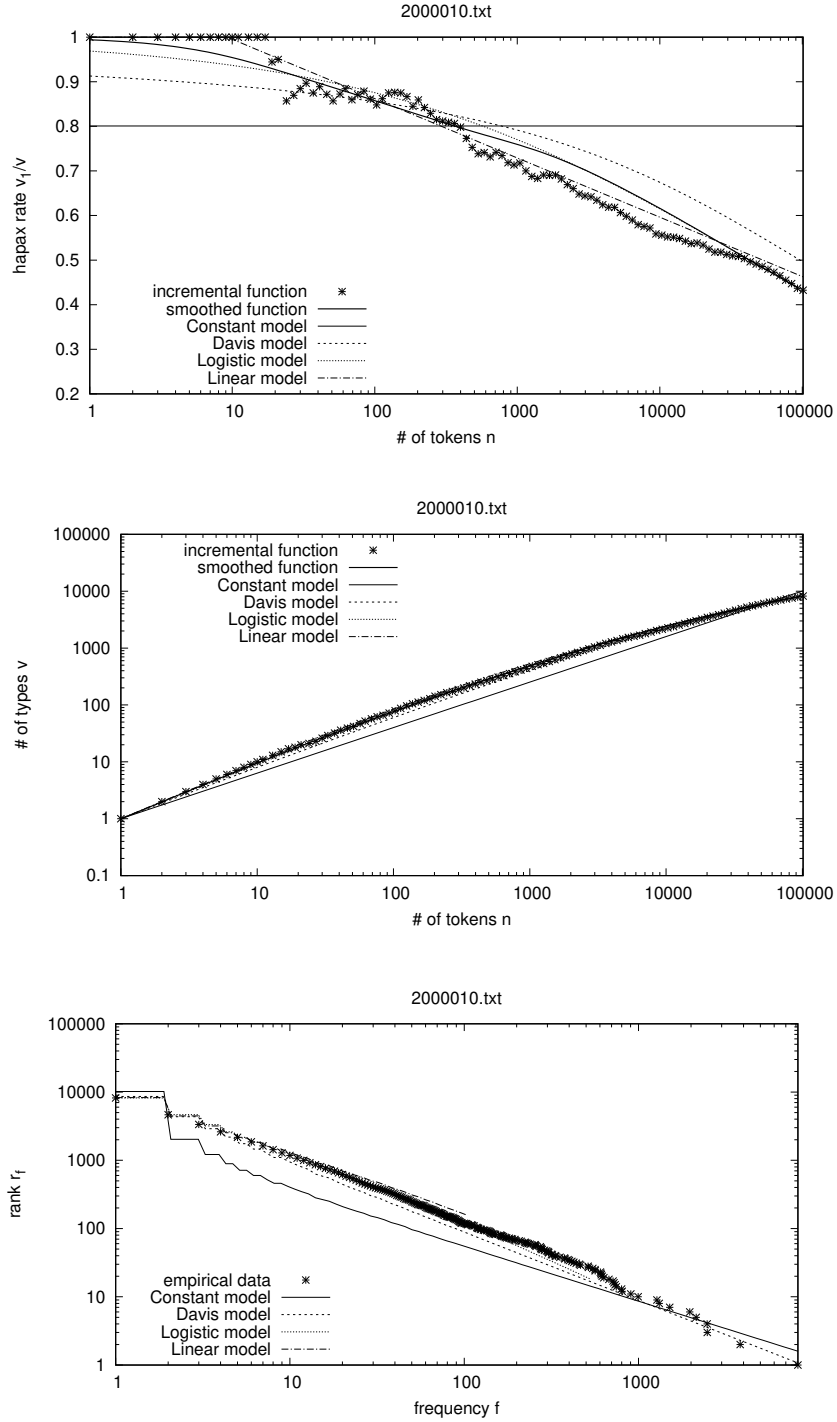 2000010.txt
1
0.9
0.8
0.7
0.6
0.5
0.4
0.3
0.2
hapax rate v₁/v
incremental function
smoothed function
Constant model
Davis model
Logistic model
Linear model
1 10 100 1000 10000 100000
# of tokens n
2000010.txt
100000
10000
1000
100
10
1
0.1
# of types v
incremental function
smoothed function
Constant model
Davis model
Logistic model
Linear model
1 10 100 1000 10000 100000
# of tokens n
2000010.txt
100000
10000
1000
100
10
1
rank r_f
empirical data
Constant model
Davis model
Logistic model
Linear model
1 10 100 1000
frequency f